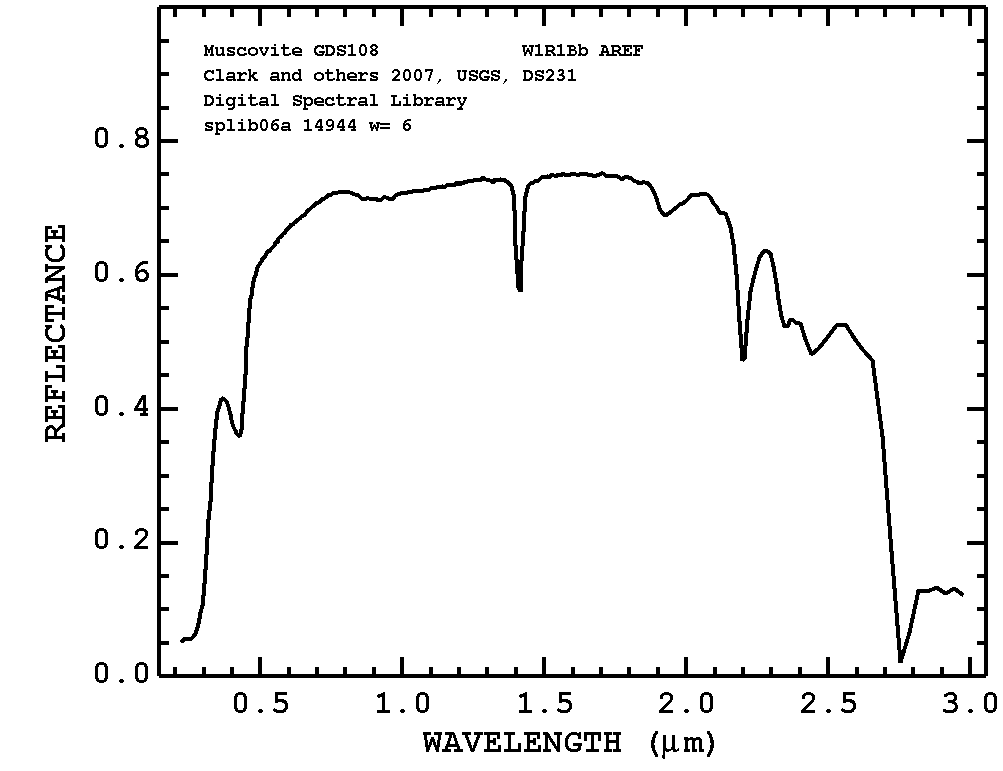 Muscovite GDS108 W1R1Bb AREF
Clark and others 2007, USGS, DS231
Digital Spectral Library
splib06a 14944 w= 6
0.8
0.6
0.4
0.2
0.0
REFLECTANCE
0.5 1.0 1.5 2.0 2.5 3.0
WAVELENGTH (μm)